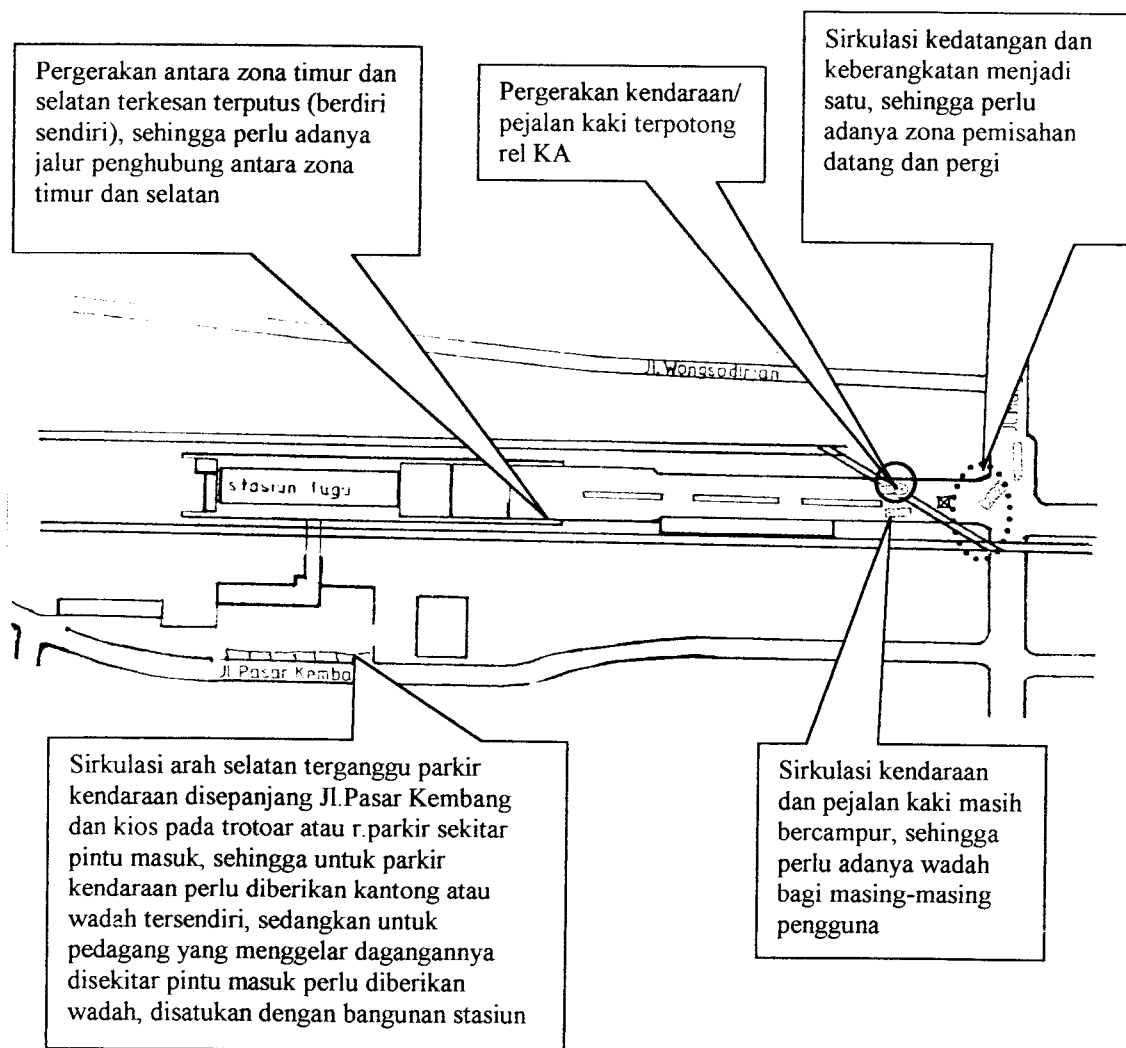 Pergerakan antara zona timur dan
selatan terkesan terputus (berdiri
sendiri), sehingga perlu adanya
jalur penghubung antara zona
timur dan selatan
Pergerakan kendaraan/
pejalan kaki terpotong
rel KA
Sirkulasi kedatangan dan
keberangkatan menjadi
satu, sehingga perlu
adanya zona pemisahan
datang dan pergi
stasiun tugu
Jl Pasar Kemba
Sirkulasi arah selatan terganggu parkir
kendaraan disepanjang Jl.Pasar Kembang
dan kios pada trotoar atau r.parkir sekitar
pintu masuk, sehingga untuk parkir
kendaraan perlu diberikan kantong atau
wadah tersendiri, sedangkan untuk
pedagang yang menggelar dagangannya
disekitar pintu masuk perlu diberikan
wadah, disatukan dengan bangunan stasiun
Sirkulasi kendaraan
dan pejalan kaki masih
bercampur, sehingga
perlu adanya wadah
bagi masing-masing
pengguna